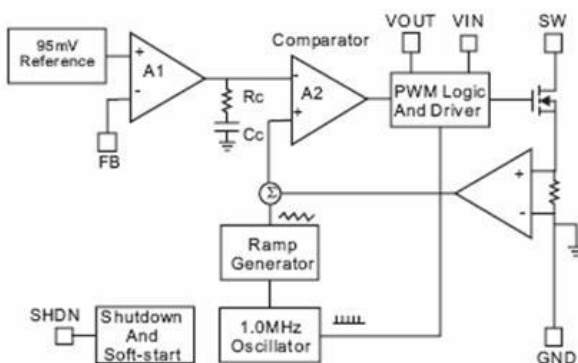 VOUT VIN SW
Comparator
95mV
Reference
+
-
A1
-
A2
+
PWM Logic
And Driver
Rc
Cc
FB
Σ
+
-
Ramp
Generator
SHDN
Shutdown
And
Soft-start
1.0MHz
Oscillator
GND